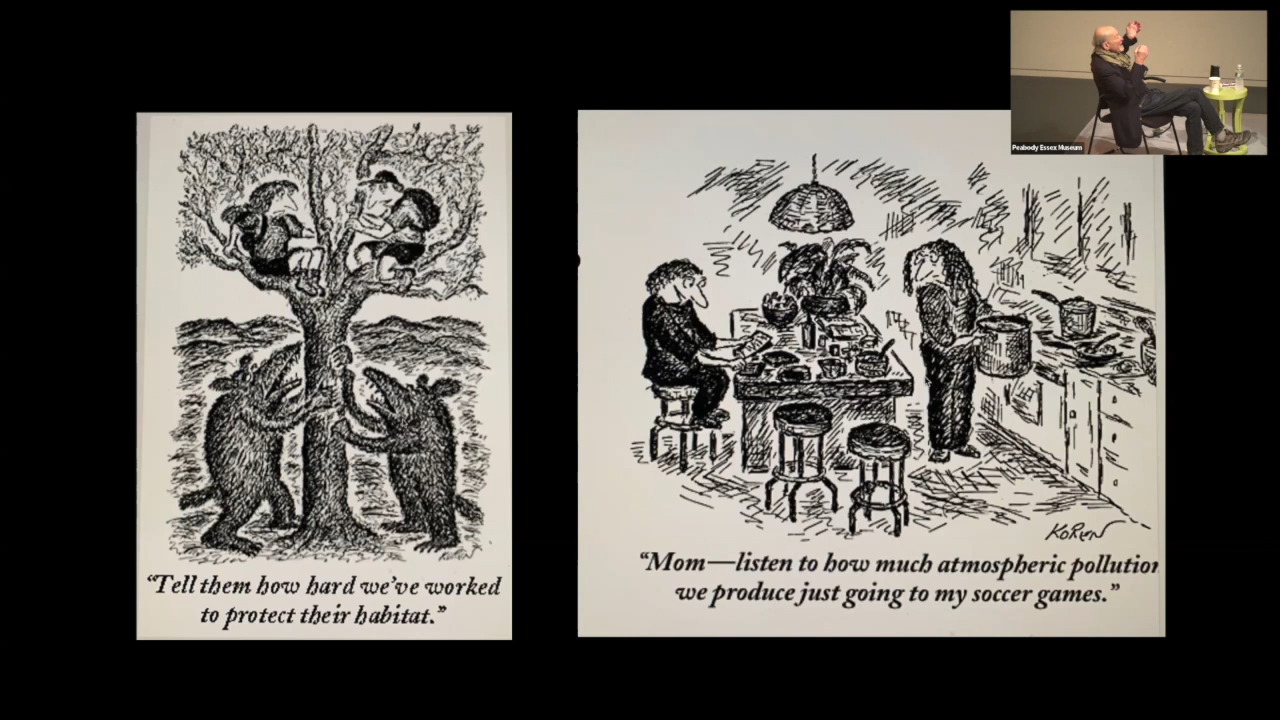 Peabody Essex Museum
"Tell them how hard we've worked
to protect their habitat."
KOREN
"Mom—listen to how much atmospheric pollution
we produce just going to my soccer games."